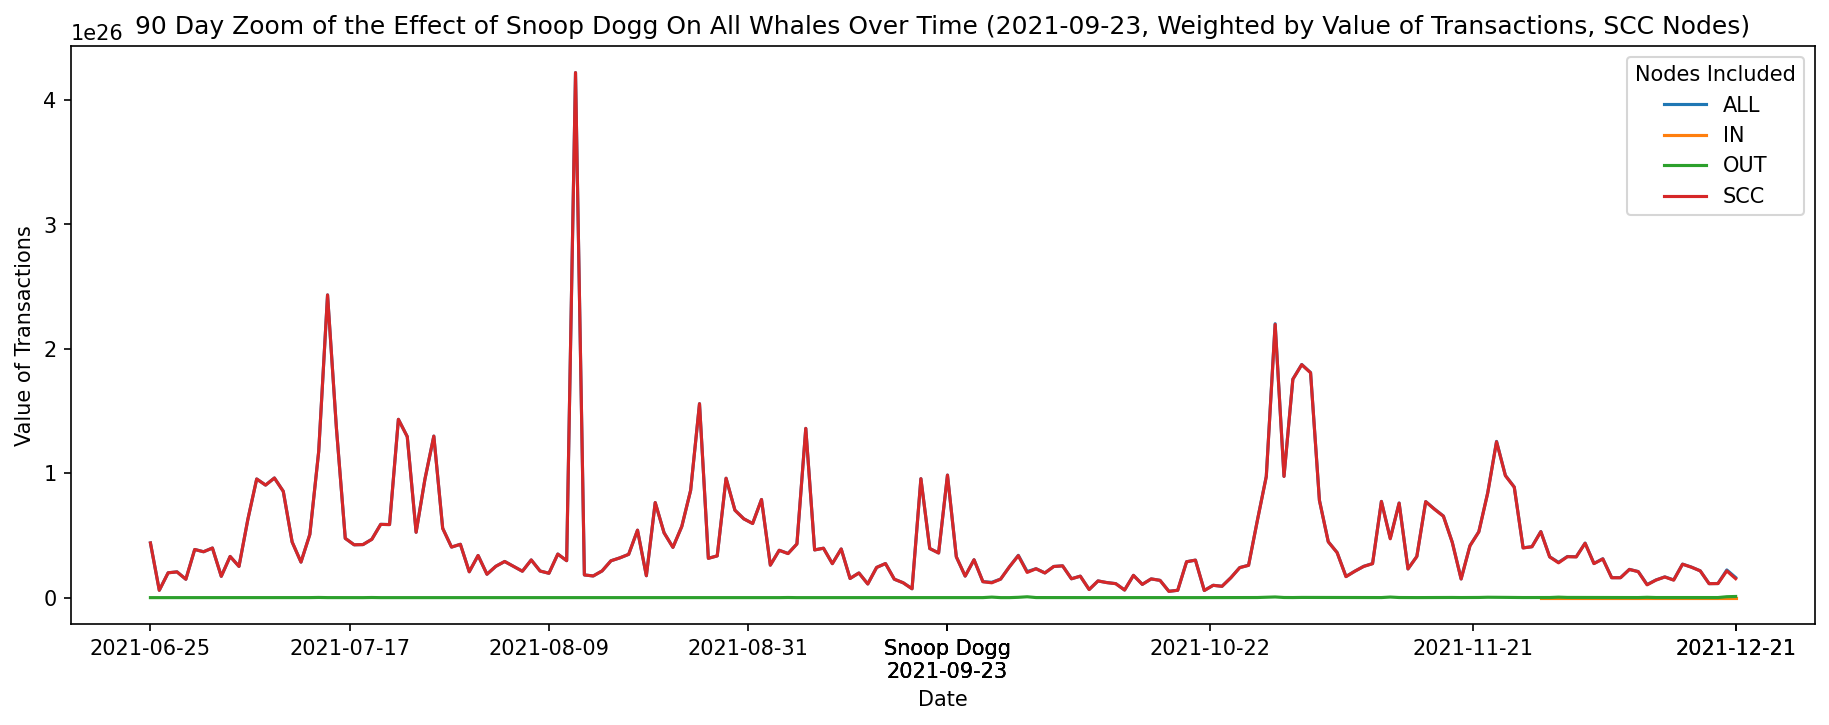 90 Day Zoom of the Effect of Snoop Dogg On All Whales Over Time (2021-09-23, Weighted by Value of Transactions, SCC Nodes)
1e26
Nodes Included
ALL
IN
OUT
SCC
Value of Transactions
4
3
2
1
0
2021-06-25 2021-07-17 2021-08-09 2021-08-31 Snoop Dogg 2021-10-22 2021-11-21 2021-12-21
2021-09-23
Date